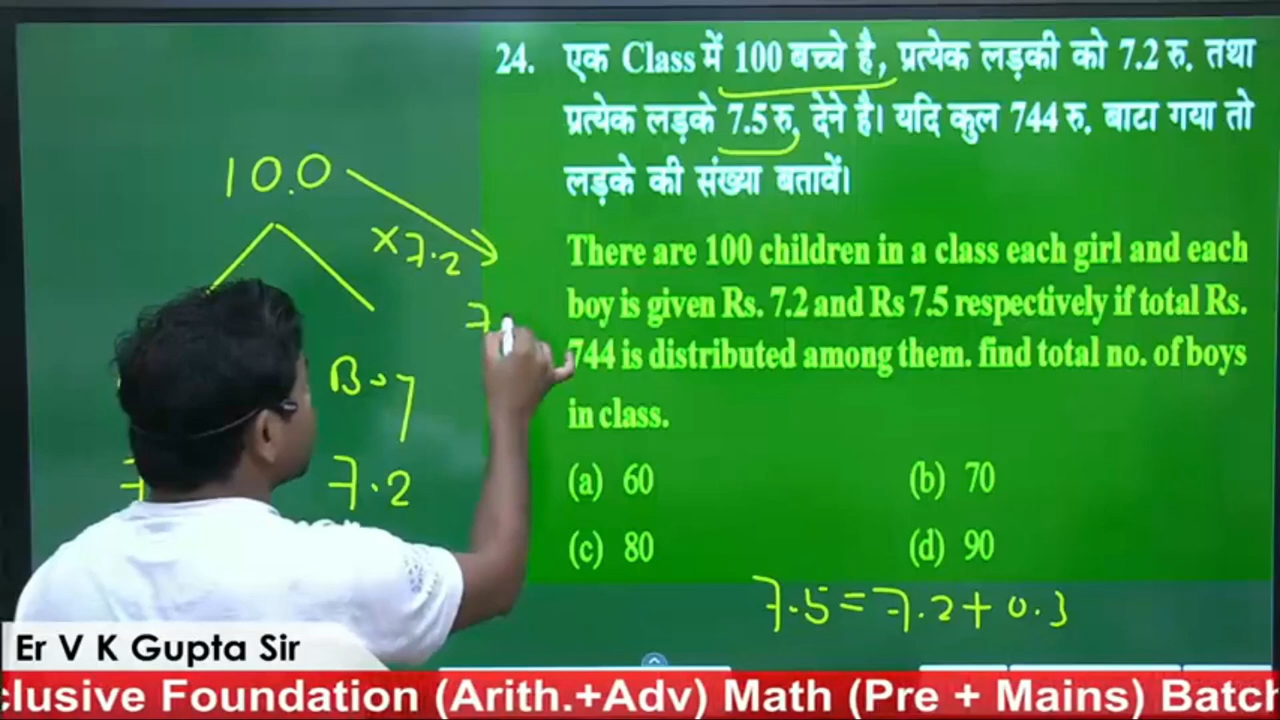 24. एक Class में 100 बच्चे है, प्रत्येक लड़की को 7.2 रु. तथा
प्रत्येक लड़के 7.5 रु. देने है। यदि कुल 744 रु. बाटा गया तो
लड़के की संख्या बतावें।
There are 100 children in a class each girl and each
boy is given Rs. 7.2 and Rs 7.5 respectively if total Rs.
744 is distributed among them. find total no. of boys
in class.
(a) 60 (b) 70
(c) 80 (d) 90
7.5=7.2+0.3
10.0
×7.2
7
Boy
7 7.2
Er V K Gupta Sir
clusive Foundation (Arith.+Adv) Math (Pre + Mains) Batch